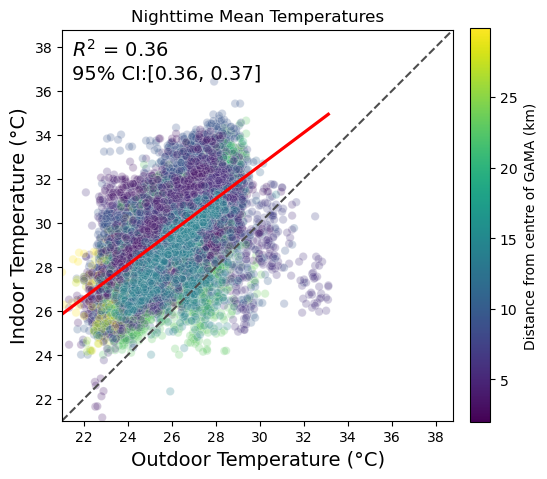 Nighttime Mean Temperatures
R² = 0.36
95% CI:[0.36, 0.37]
38
36
34
32
30
28
26
24
22
Indoor Temperature (°C)
22 24 26 28 30 32 34 36 38
Outdoor Temperature (°C)
25
20
15
10
5
Distance from centre of GAMA (km)